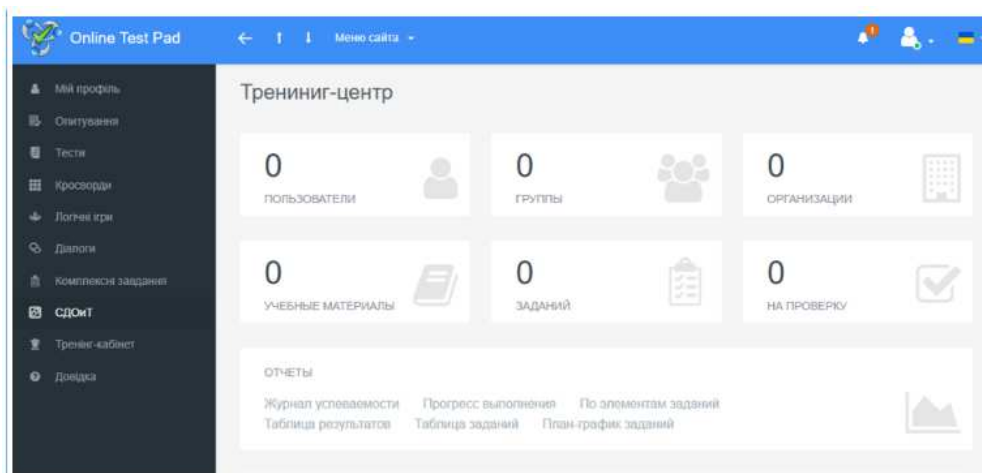 Online Test Pad
Меню сайта
1
Мій профіль
Опитування
Тести
Кросворди
Логічні ігри
Діалоги
Комплексні завдання
СДОиТ
Тренінг-кабінет
Довідка
Трениниг-центр
0
ПОЛЬЗОВАТЕЛИ
0
ГРУППЫ
0
ОРГАНИЗАЦИИ
0
УЧЕБНЫЕ МАТЕРИАЛЫ
0
ЗАДАНИЙ
0
НА ПРОВЕРКУ
ОТЧЕТЫ
Журнал успеваемости Прогресс выполнения По элементам заданий
Таблица результатов Таблица заданий План-график заданий